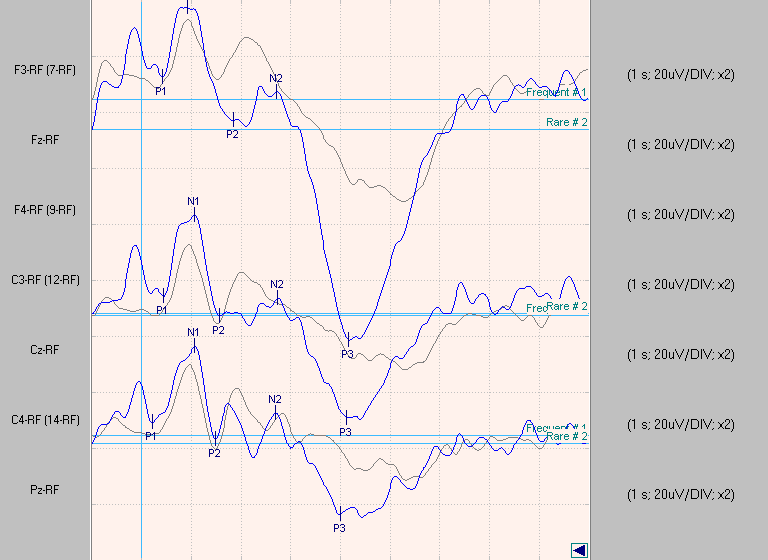 F3-RF (7-RF)
(1 s; 20uV/DIV; x2)
P1
N2
Frequent # 1
P2
Rare # 2
Fz-RF
(1 s; 20uV/DIV; x2)
N1
F4-RF (9-RF)
(1 s; 20uV/DIV; x2)
C3-RF (12-RF)
(1 s; 20uV/DIV; x2)
N2
P1
Rare # 2
P2
N1
Cz-RF
P3
(1 s; 20uV/DIV; x2)
N2
C4-RF (14-RF)
(1 s; 20uV/DIV; x2)
P3
Frequent # 1
P1
Rare # 2
P2
Pz-RF
(1 s; 20uV/DIV; x2)
P3